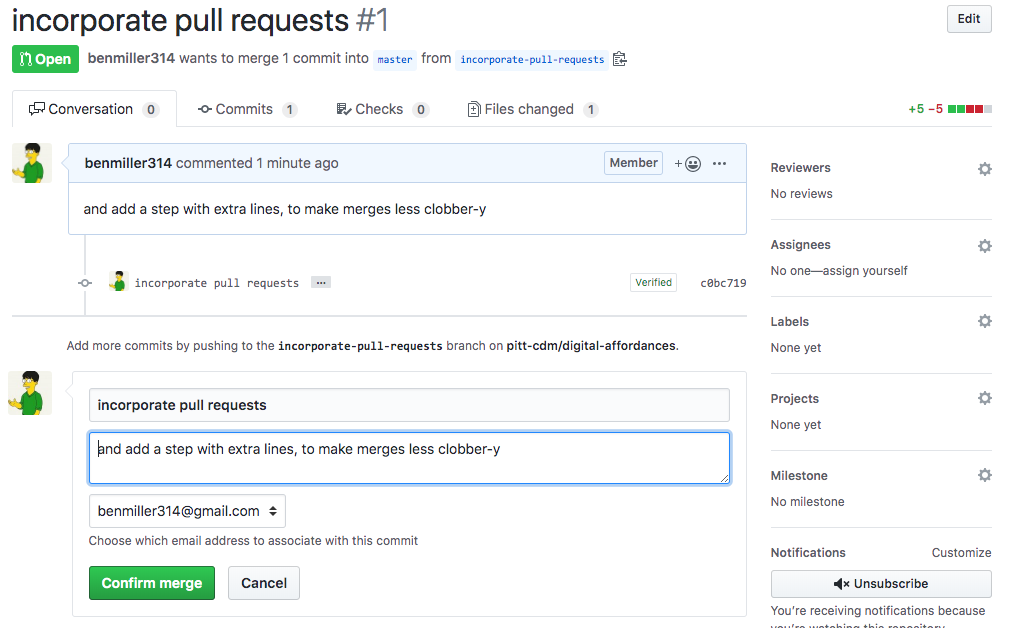 incorporate pull requests #1
Edit
Open
benmiller314 wants to merge 1 commit into master from incorporate-pull-requests
Conversation 0
Commits 1
Checks 0
Files changed 1
+5 −5
benmiller314 commented 1 minute ago
Member
and add a step with extra lines, to make merges less clobber-y
incorporate pull requests
Verified
c0bc719
Add more commits by pushing to the incorporate-pull-requests branch on pitt-cdm/digital-affordances.
incorporate pull requests
and add a step with extra lines, to make merges less clobber-y
benmiller314@gmail.com
Choose which email address to associate with this commit
Confirm merge
Cancel
Reviewers
No reviews
Assignees
No one—assign yourself
Labels
None yet
Projects
None yet
Milestone
No milestone
Notifications
Customize
Unsubscribe
You're receiving notifications because
you're watching this repository.